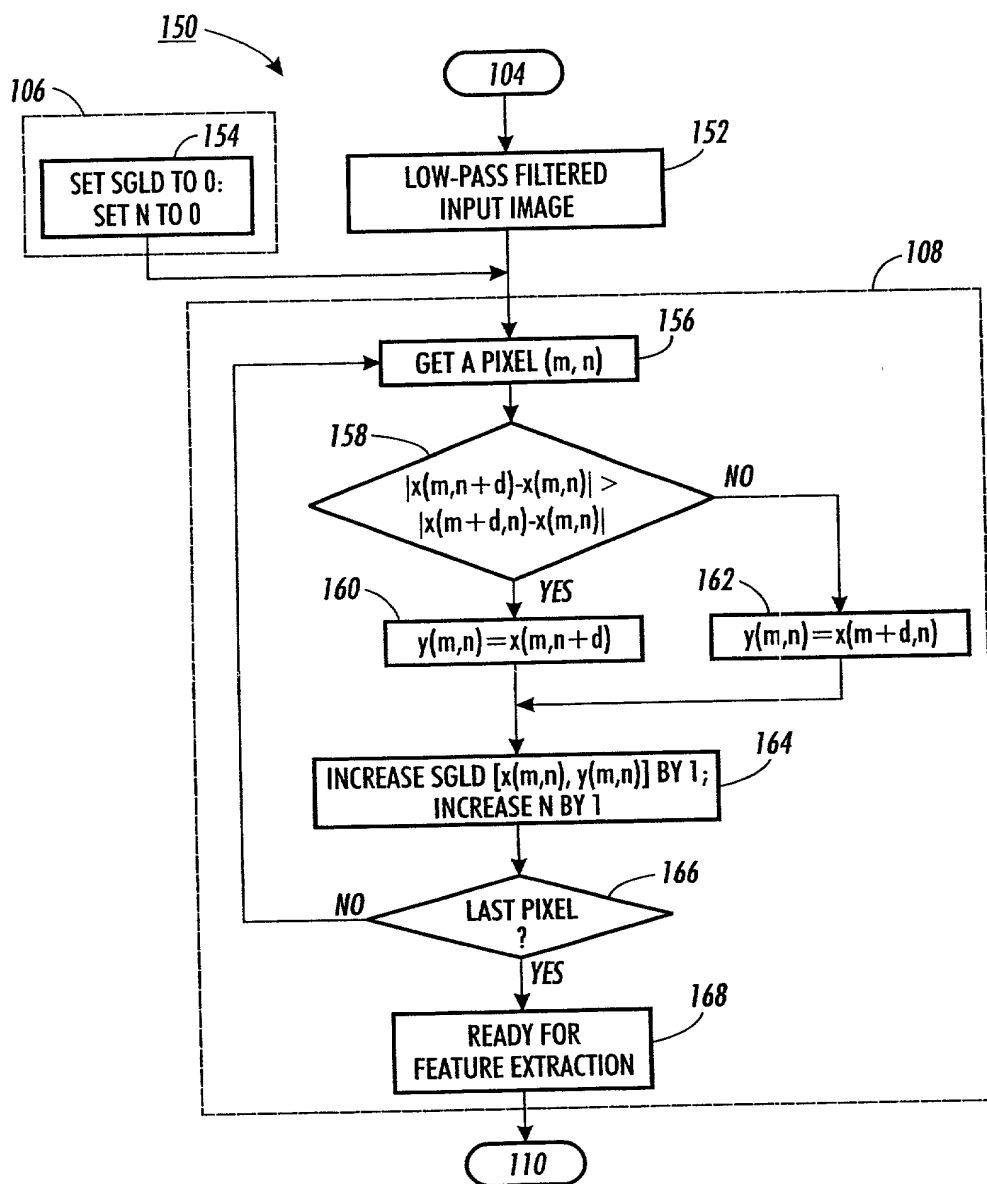 150
104
106
154
SET SGLD TO 0:
SET N TO 0
152
LOW-PASS FILTERED
INPUT IMAGE
108
156
GET A PIXEL (m, n)
158
|x(m,n+d)-x(m,n)| >
|x(m+d,n)-x(m,n)|
NO
YES
160
y(m,n)=x(m,n+d)
162
y(m,n)=x(m+d,n)
164
INCREASE SGLD [x(m,n), y(m,n)] BY 1;
INCREASE N BY 1
166
NO
LAST PIXEL
?
YES
168
READY FOR
FEATURE EXTRACTION
110